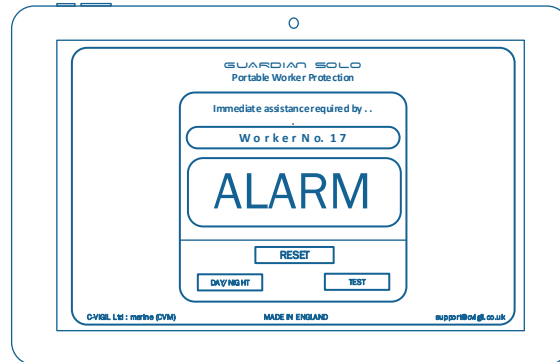 GUARDIAN SOLO
Portable Worker Protection
Immediate assistance required by . .
.
Worker No. 17
ALARM
RESET
DAY/NIGHT TEST
C-VIGIL Ltd : marine (CVM) MADE IN ENGLAND support@cvigil.co.uk